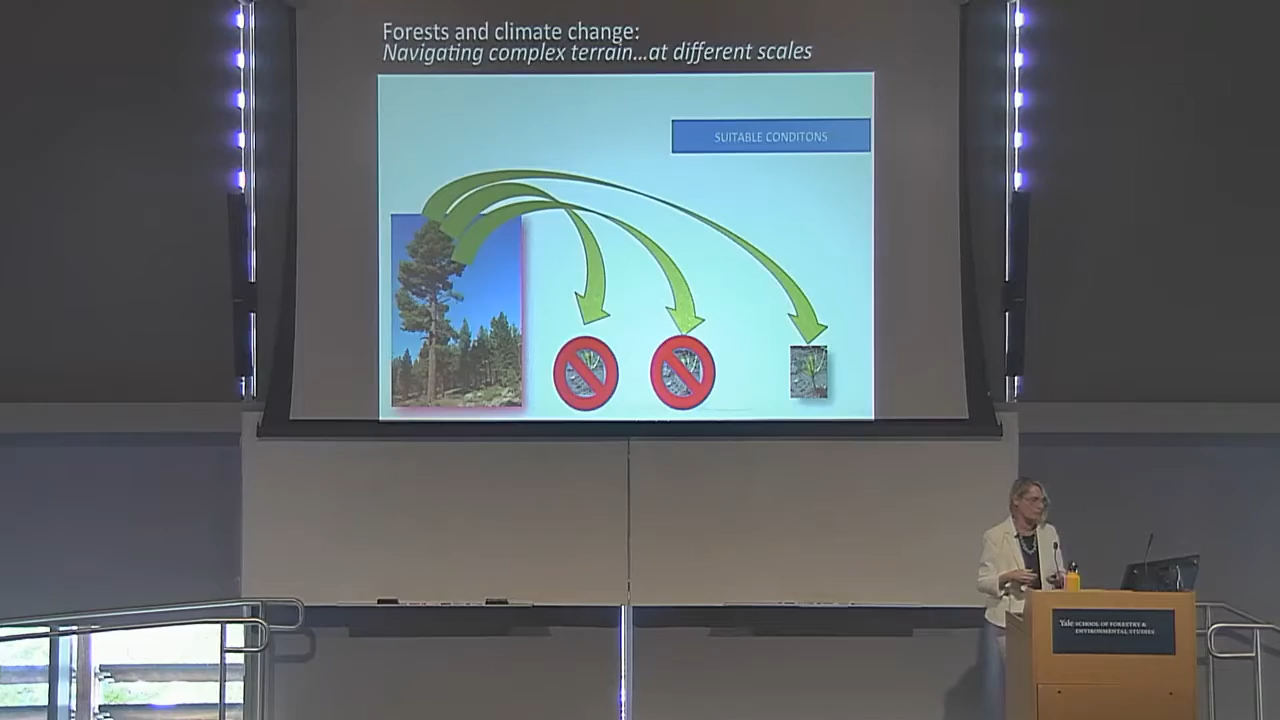 Forests and climate change:
Navigating complex terrain...at different scales
SUITABLE CONDITONS
Yale SCHOOL OF FORESTRY &
ENVIRONMENTAL STUDIES